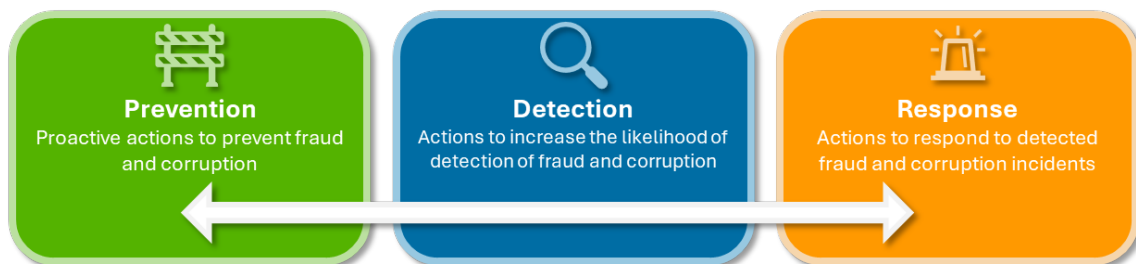 Prevention
Proactive actions to prevent fraud
and corruption
Detection
Actions to increase the likelihood of
detection of fraud and corruption
Response
Actions to respond to detected
fraud and corruption incidents